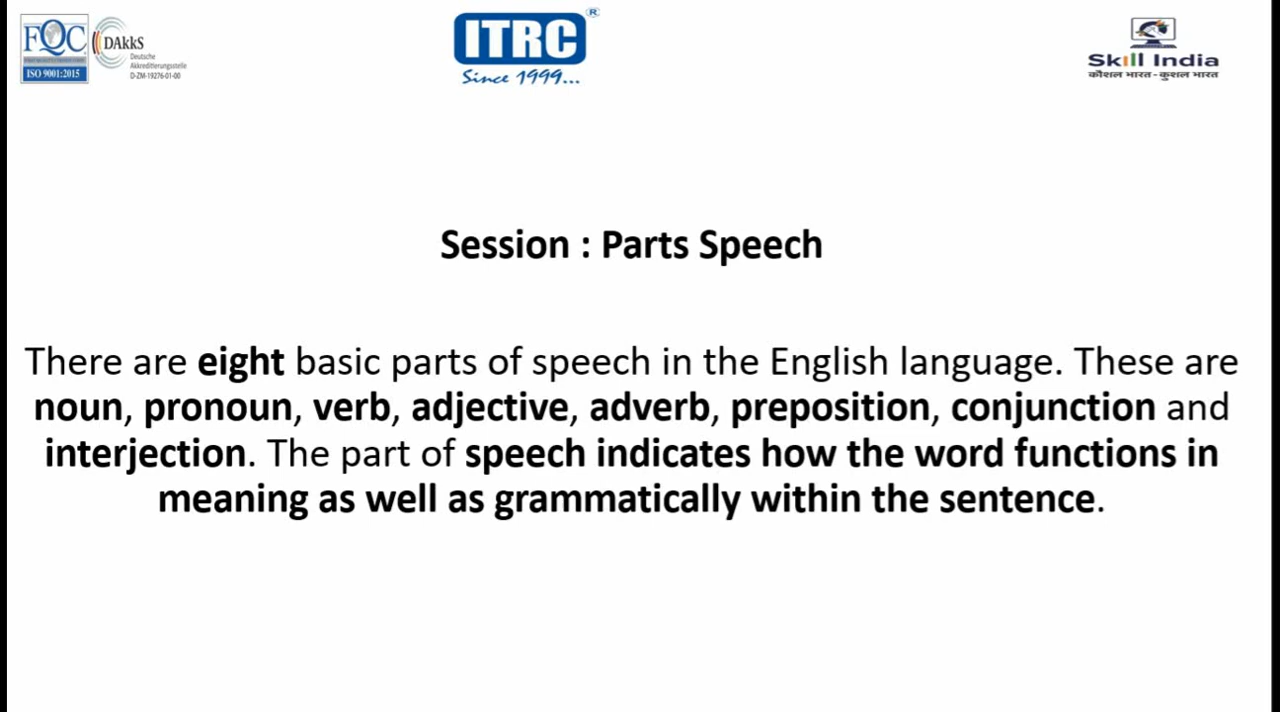 FQC
ISO 9001:2015
DAkkS
Deutsche
Akkreditierungsstelle
D-ZM-19276-01-00
ITRC®
Since 1999...
Skill India
कौशल भारत - कुशल भारत
Session : Parts Speech
There are eight basic parts of speech in the English language. These are
noun, pronoun, verb, adjective, adverb, preposition, conjunction and
interjection. The part of speech indicates how the word functions in
meaning as well as grammatically within the sentence.